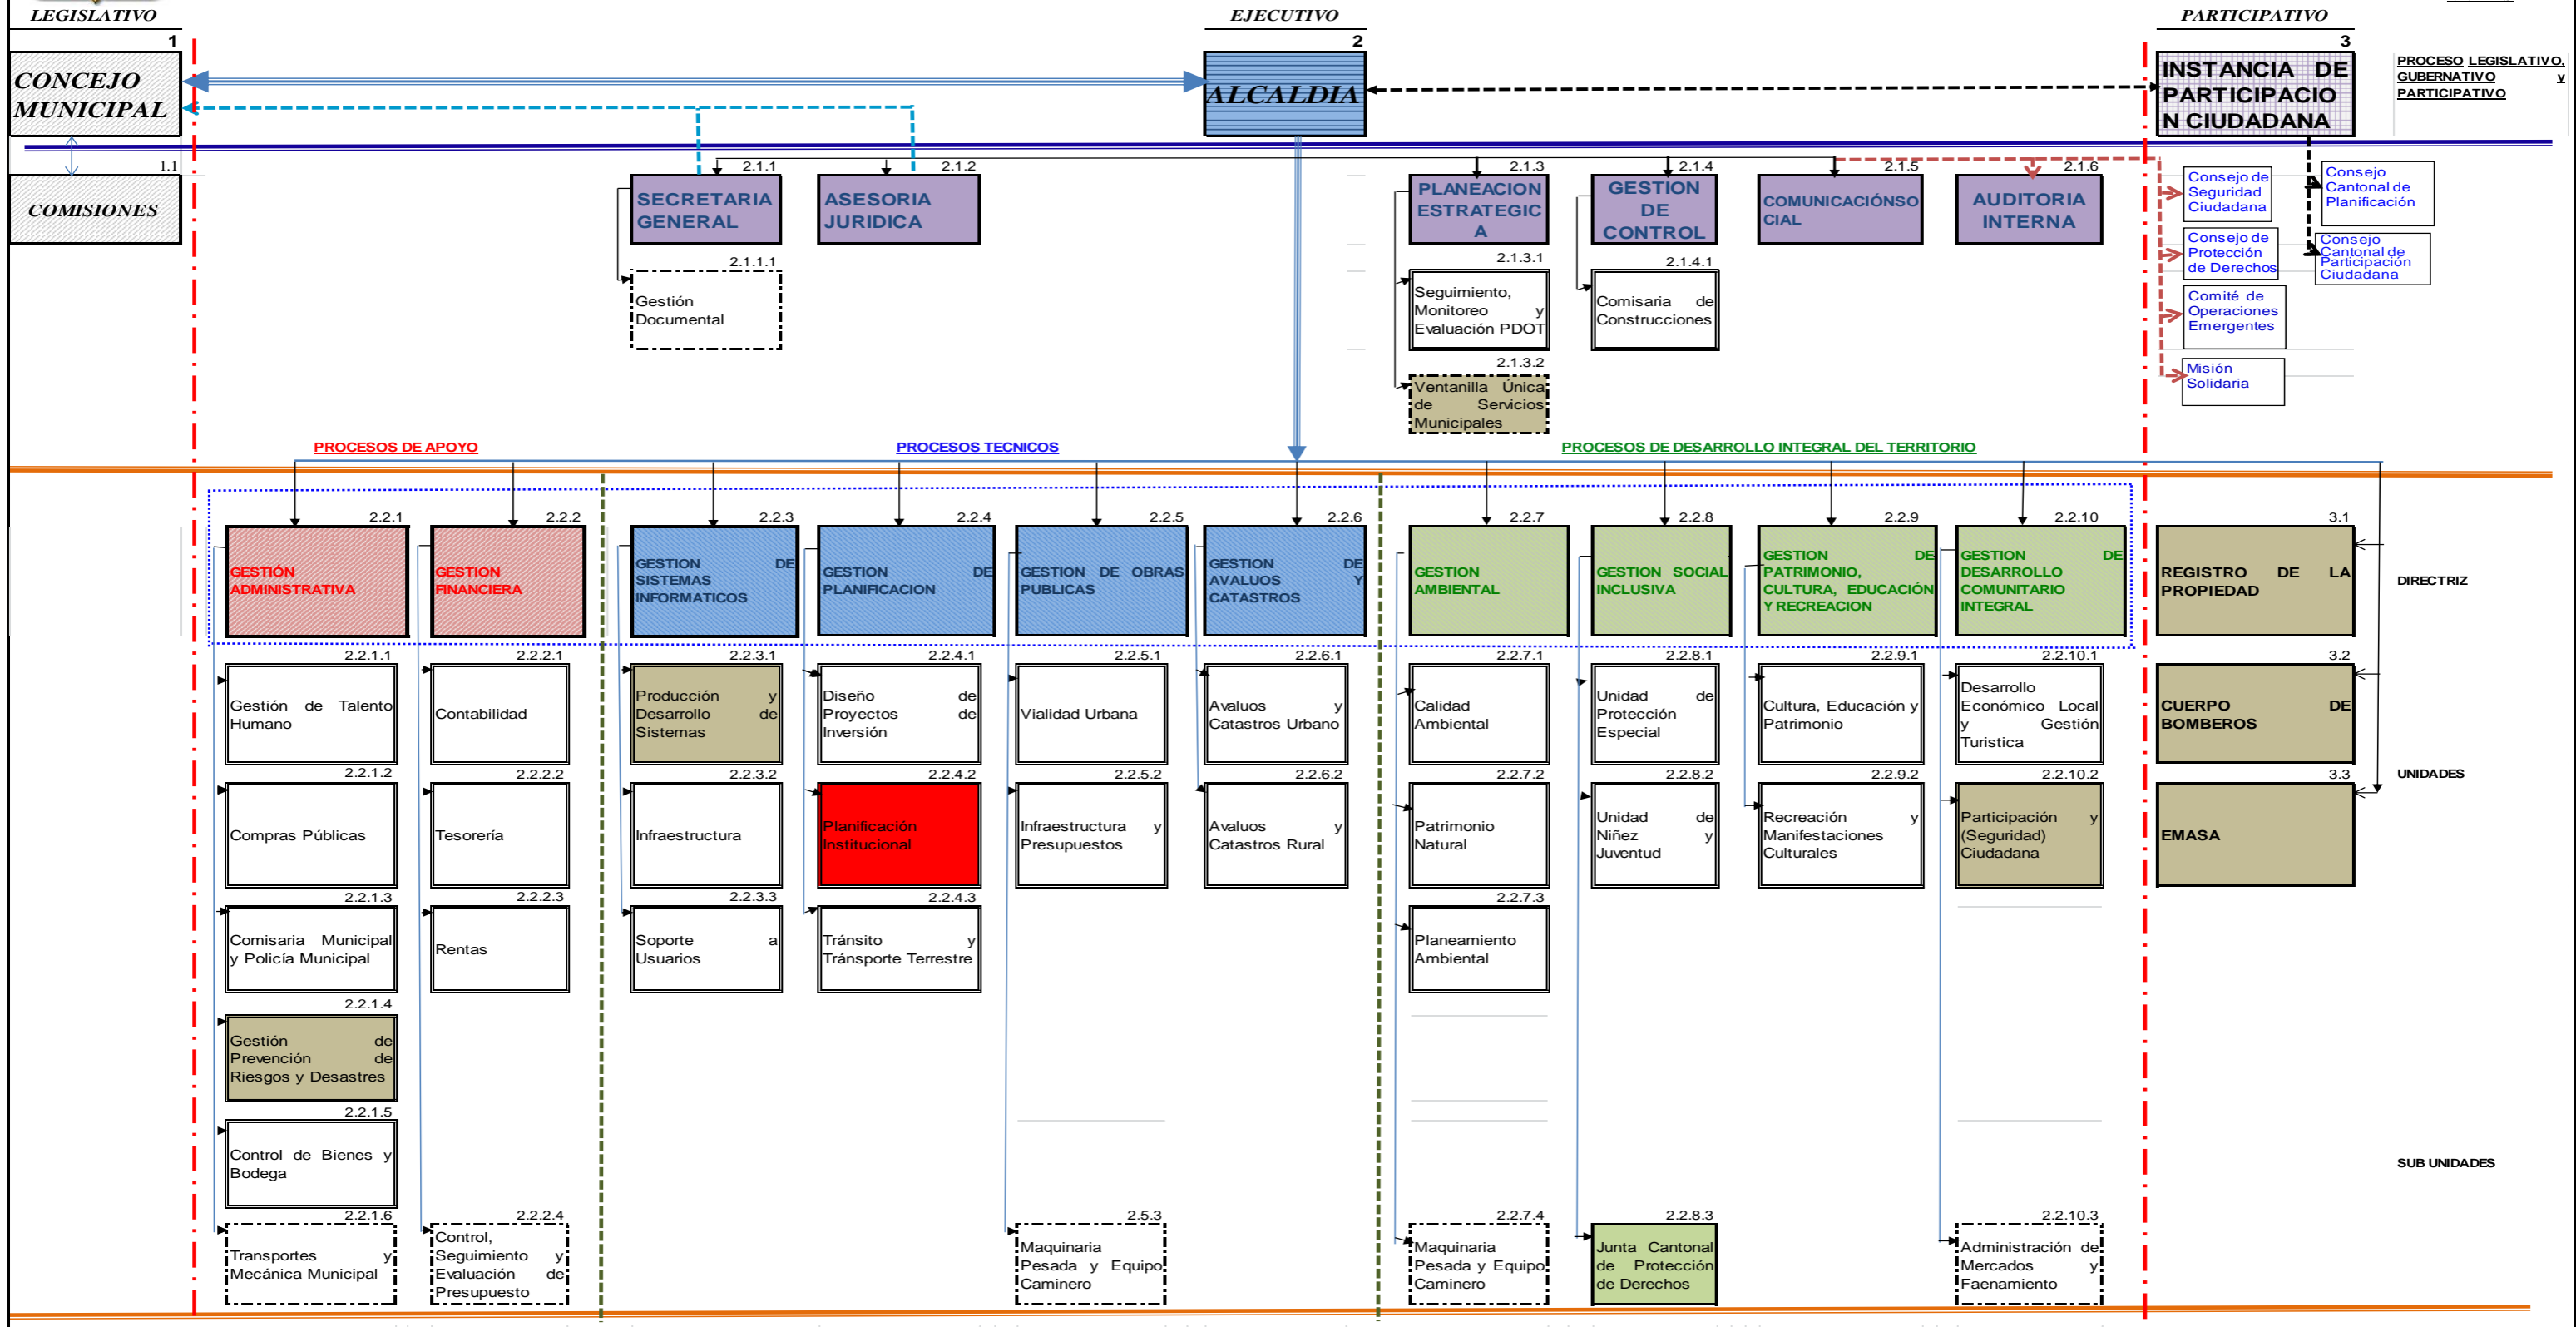 LEGISLATIVO
EJECUTIVO
PARTICIPATIVO
1
2
3
CONCEJO
MUNICIPAL
ALCALDIA
INSTANCIA DE
PARTICIPACIO
N CIUDADANA
PROCESO LEGISLATIVO,
GUBERNATIVO y
PARTICIPATIVO
1.1
COMISIONES
2.1.1
SECRETARIA
GENERAL
2.1.2
ASESORIA
JURIDICA
2.1.3
PLANEACION
ESTRATEGIC
A
2.1.4
GESTION
DE
CONTROL
2.1.5
COMUNICACIÓNSO
CIAL
2.1.6
AUDITORIA
INTERNA
Consejo de
Seguridad
Ciudadana
Consejo
Cantonal de
Planificación
Consejo de
Protección
de Derechos
Consejo
Cantonal de
Participación
Ciudadana
Comité de
Operaciones
Emergentes
Misión
Solidaria
2.1.1.1
Gestión
Documental
2.1.3.1
Seguimiento,
Monitoreo y
Evaluación PDOT
2.1.4.1
Comisaria de
Construcciones
2.1.3.2
Ventanilla Única
de Servicios
Municipales
PROCESOS DE APOYO
PROCESOS TECNICOS
PROCESOS DE DESARROLLO INTEGRAL DEL TERRITORIO
2.2.1
GESTIÓN
ADMINISTRATIVA
2.2.2
GESTION
FINANCIERA
2.2.3
GESTION DE
SISTEMAS
INFORMATICOS
2.2.4
GESTION DE
PLANIFICACION
2.2.5
GESTION DE OBRAS
PUBLICAS
2.2.6
GESTION DE
AVALUOS Y
CATASTROS
2.2.7
GESTION
AMBIENTAL
2.2.8
GESTION SOCIAL
INCLUSIVA
2.2.9
GESTION DE
PATRIMONIO,
CULTURA, EDUCACIÓN
Y RECREACION
2.2.10
GESTION DE
DESARROLLO
COMUNITARIO
INTEGRAL
3.1
REGISTRO DE LA
PROPIEDAD
DIRECTRIZ
2.2.1.1
Gestión de Talento
Humano
2.2.2.1
Contabilidad
2.2.3.1
Producción y
Desarrollo de
Sistemas
2.2.4.1
Diseño de
Proyectos de
Inversión
2.2.5.1
Vialidad Urbana
2.2.6.1
Avaluos y
Catastros Urbano
2.2.7.1
Calidad
Ambiental
2.2.8.1
Unidad de
Protección
Especial
2.2.9.1
Cultura, Educación y
Patrimonio
2.2.10.1
Desarrollo
Económico Local
y Gestión
Turistica
3.2
CUERPO DE
BOMBEROS
UNIDADES
2.2.1.2
Compras Públicas
2.2.2.2
Tesorería
2.2.3.2
Infraestructura
2.2.4.2
Planificación
Institucional
2.2.5.2
Infraestructura y
Presupuestos
2.2.6.2
Avaluos y
Catastros Rural
2.2.7.2
Patrimonio
Natural
2.2.8.2
Unidad de
Niñez y
Juventud
2.2.9.2
Recreación y
Manifestaciones
Culturales
2.2.10.2
Participación y
(Seguridad)
Ciudadana
3.3
EMASA
2.2.1.3
Comisaria Municipal
y Policía Municipal
2.2.2.3
Rentas
2.2.3.3
Soporte a
Usuarios
2.2.4.3
Tránsito y
Tránsporte Terrestre
2.2.7.3
Planeamiento
Ambiental
2.2.1.4
Gestión de
Prevención de
Riesgos y Desastres
2.2.1.5
Control de Bienes y
Bodega
SUB UNIDADES
2.2.1.6
Transportes y
Mecánica Municipal
2.2.2.4
Control,
Seguimiento y
Evaluación de
Presupuesto
2.5.3
Maquinaria
Pesada y Equipo
Caminero
2.2.7.4
Maquinaria
Pesada y Equipo
Caminero
2.2.8.3
Junta Cantonal
de Protección
de Derechos
2.2.10.3
Administración de
Mercados y
Faenamiento